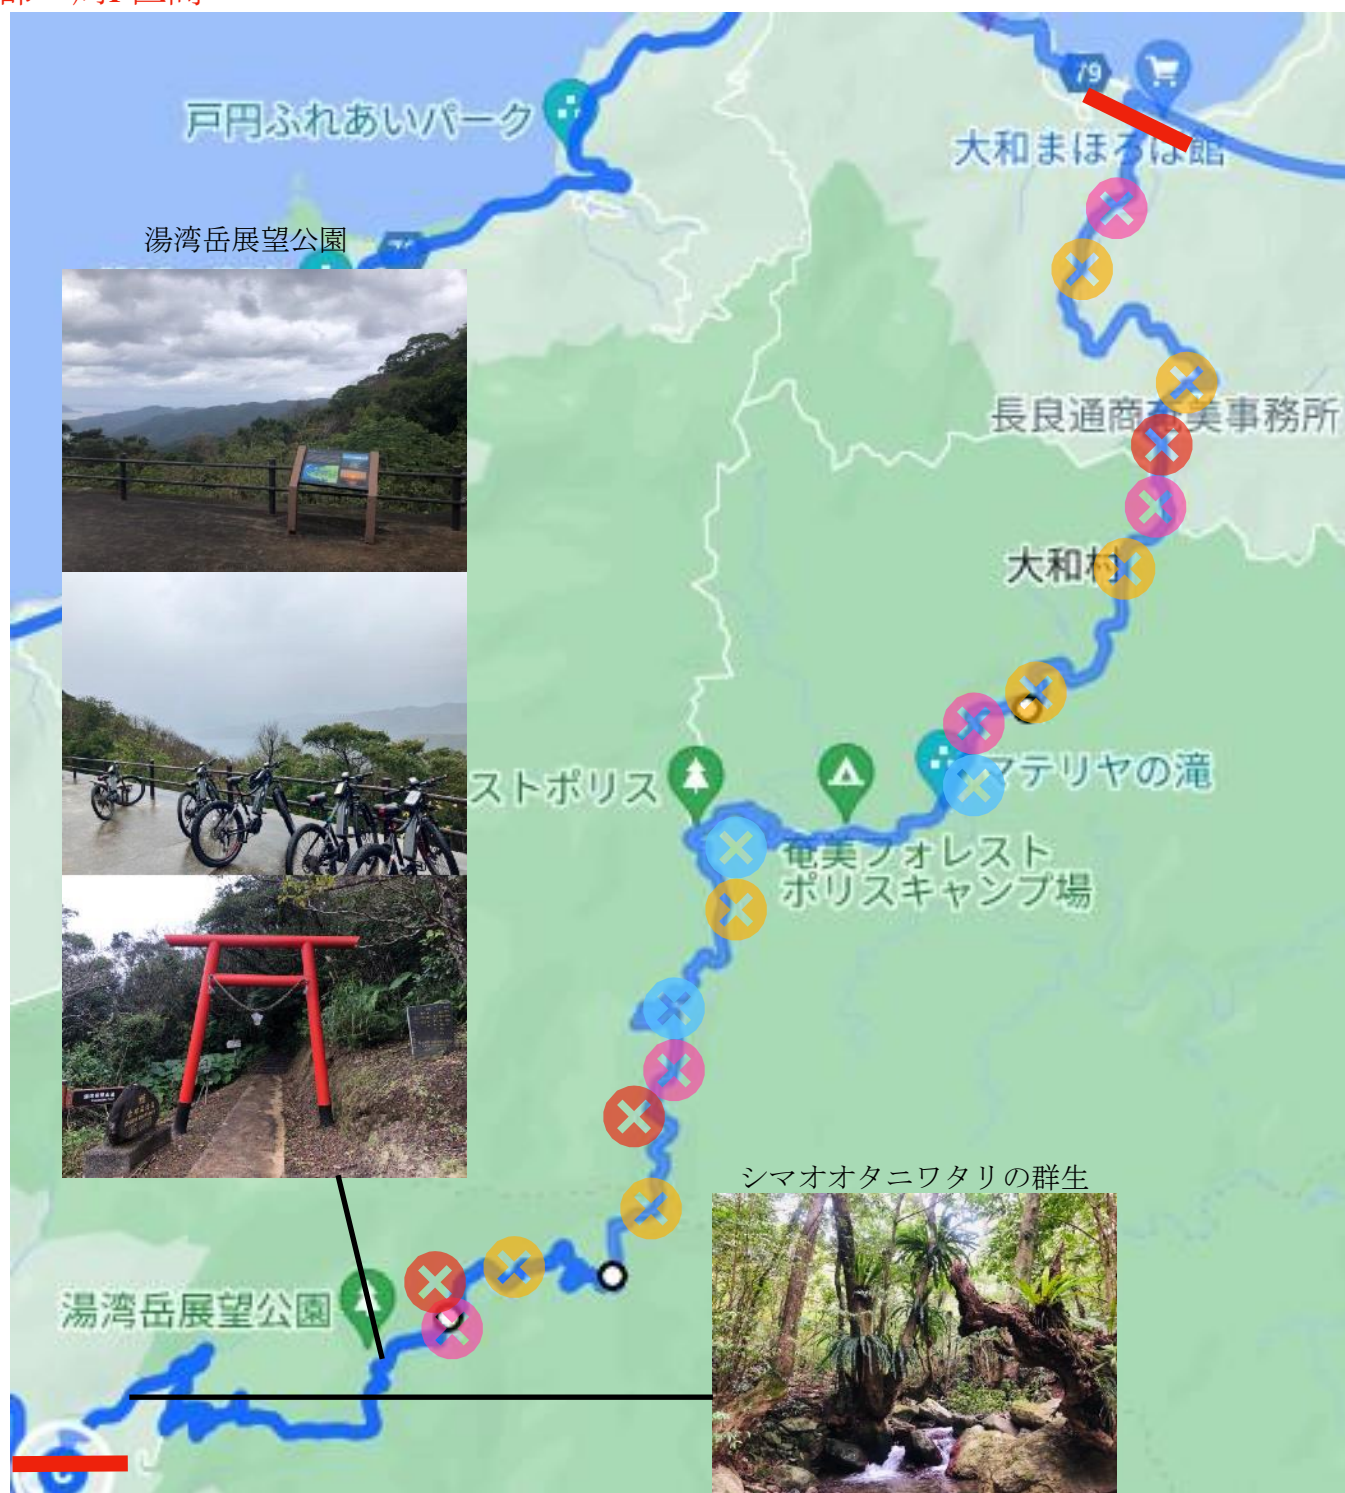 79
戸円ふれあいパーク
大和まほろば館
湯湾岳展望公園
長良通商奄美事務所
大和村
マテリヤの滝
ストポリス
奄美フォレスト
ポリスキャンプ場
シマオオタニワタリの群生
湯湾岳展望公園